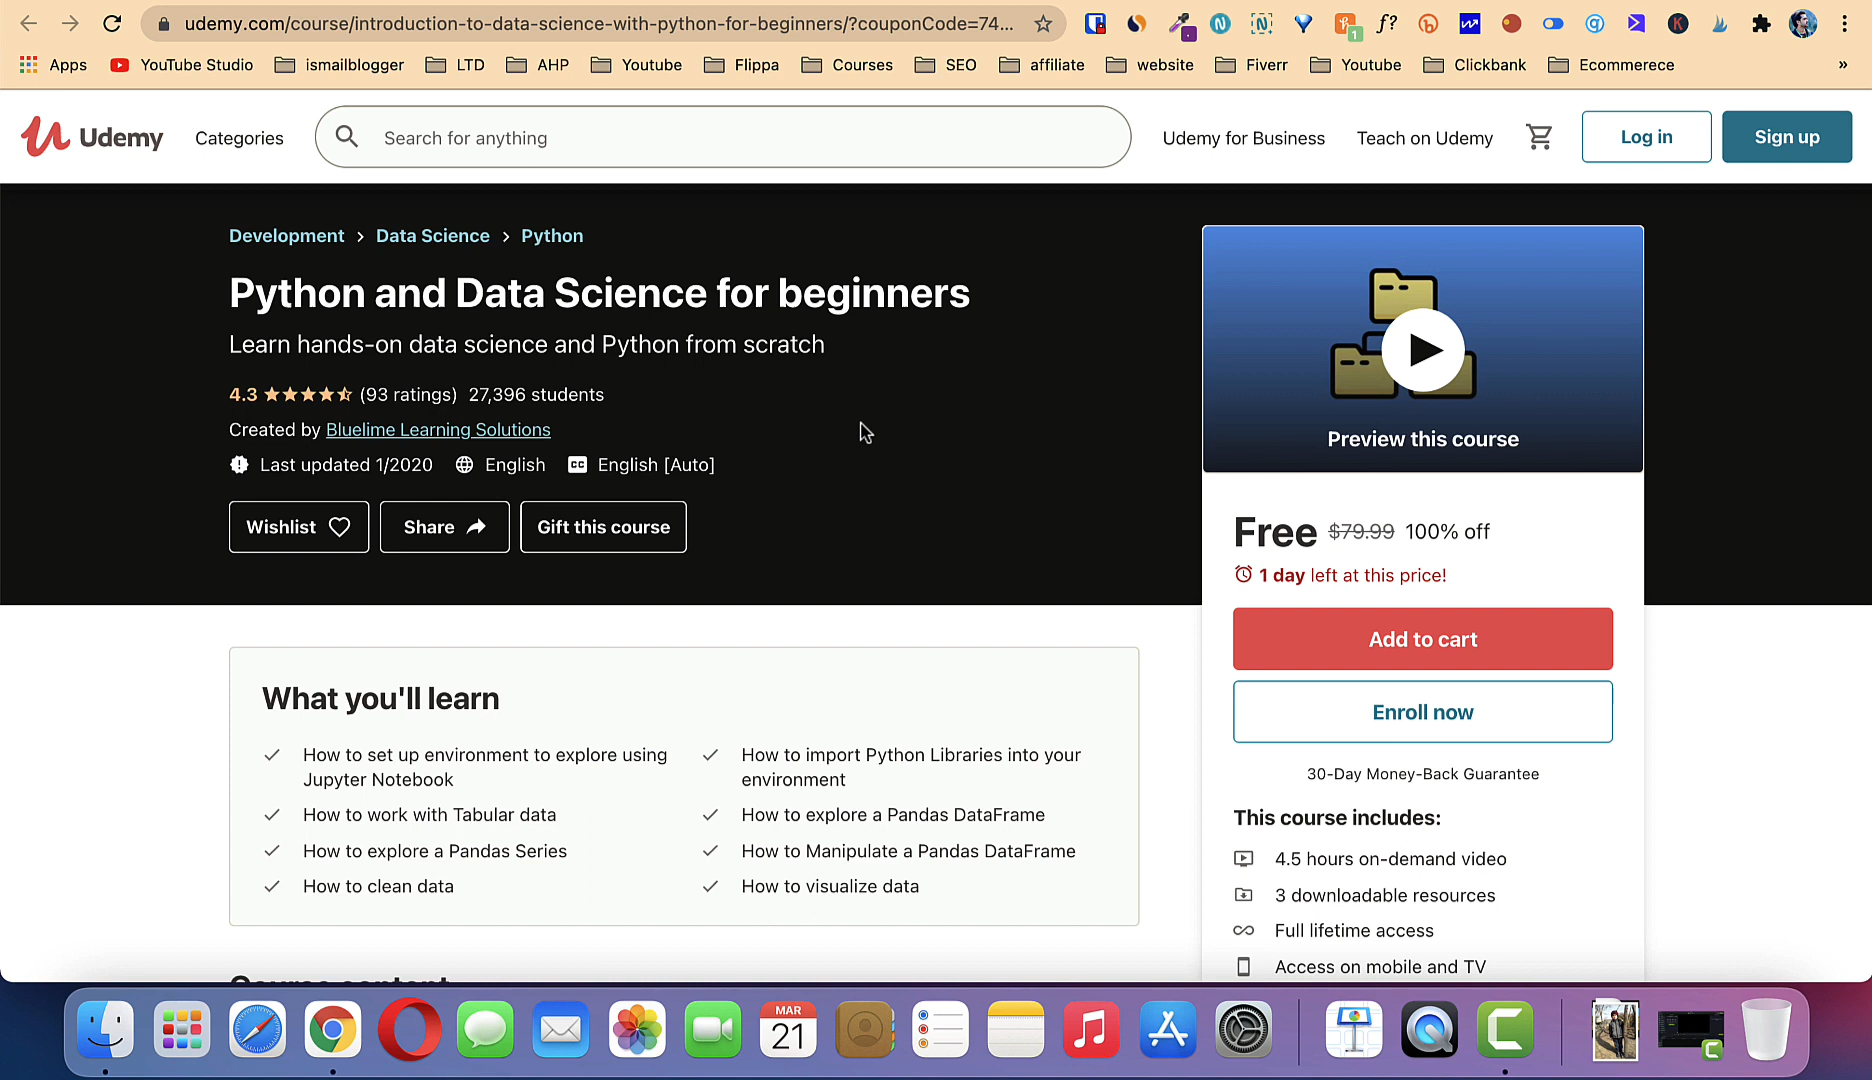 udemy.com/course/introduction-to-data-science-with-python-for-beginners/?couponCode=74...
1
f?
Apps
YouTube Studio
ismailblogger
LTD
AHP
Youtube
Flippa
Courses
SEO
affiliate
website
Fiverr
Youtube
Clickbank
Ecommerece
»
Udemy
Categories
Search for anything
Udemy for Business
Teach on Udemy
Log in
Sign up
Development > Data Science > Python
Python and Data Science for beginners
Learn hands-on data science and Python from scratch
4.3 (93 ratings) 27,396 students
Created by Bluelime Learning Solutions
Last updated 1/2020 English CC English [Auto]
Wishlist
Share
Gift this course
Preview this course
Free $79.99 100% off
1 day left at this price!
Add to cart
Enroll now
30-Day Money-Back Guarantee
This course includes:
4.5 hours on-demand video
3 downloadable resources
Full lifetime access
Access on mobile and TV
What you'll learn
How to set up environment to explore using
Jupyter Notebook
How to import Python Libraries into your
environment
How to work with Tabular data
How to explore a Pandas DataFrame
How to explore a Pandas Series
How to Manipulate a Pandas DataFrame
How to clean data
How to visualize data
Course content
MAR
21